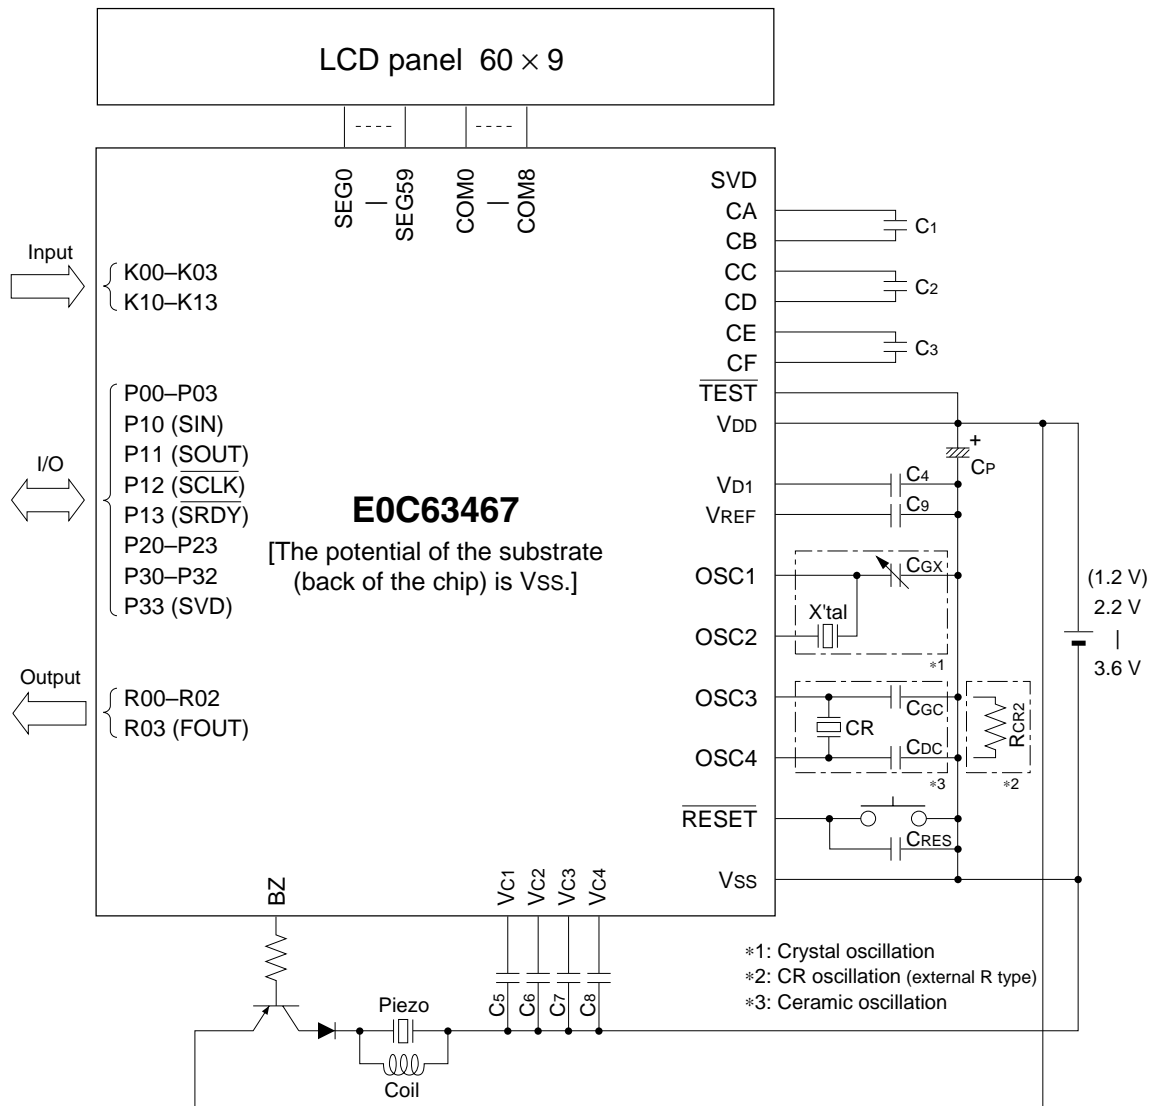 LCD panel 60 × 9
SEG0
—
SEG59
COM0
—
COM8
SVD
CA
CB
C1
CC
CD
C2
CE
CF
C3
TEST
VDD
+
CP
VD1
C4
VREF
C9
OSC1
CGX
X'tal
OSC2
*1
OSC3
CGC
CR
OSC4
CDC
*3
RCR2
*2
RESET
CRES
VSS
(1.2 V)
2.2 V
|
3.6 V
Input
K00–K03
K10–K13
I/O
P00–P03
P10 (SIN)
P11 (SOUT)
P12 (SCLK)
P13 (SRDY)
P20–P23
P30–P32
P33 (SVD)
Output
R00–R02
R03 (FOUT)
E0C63467
[The potential of the substrate
(back of the chip) is VSS.]
BZ
VC1
VC2
VC3
VC4
C5
C6
C7
C8
Piezo
Coil
*1: Crystal oscillation
*2: CR oscillation (external R type)
*3: Ceramic oscillation